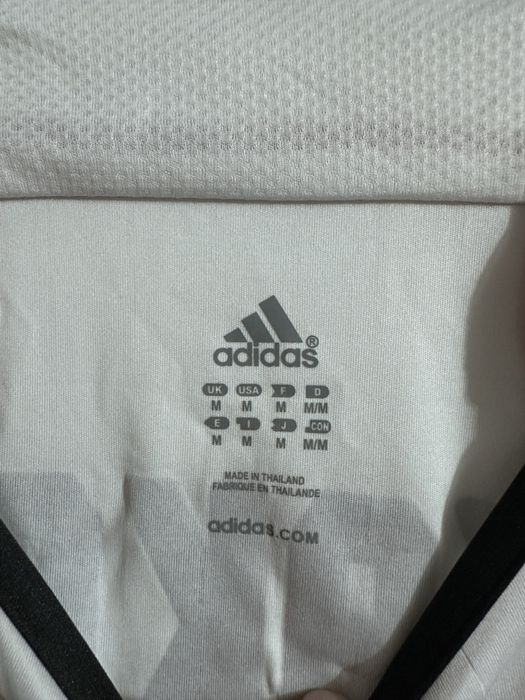 adidas®
UK USA F D
M M M M/M
E I J CON
M M M M/M
MADE IN THAILAND
FABRIQUE EN THAILANDE
adidas.COM